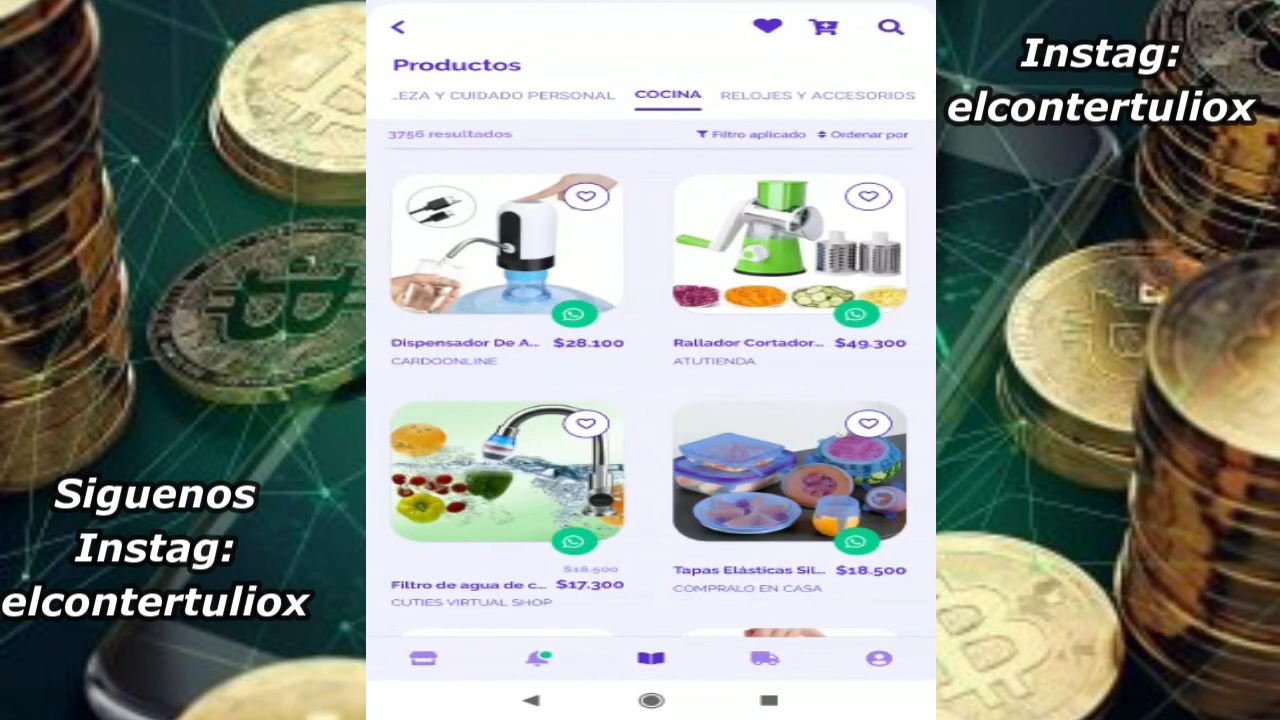 Productos
.EZA Y CUIDADO PERSONAL COCINA RELOJES Y ACCESORIOS
3756 resultados Filtro aplicado Ordenar por
Dispensador De A... $28.100
CARDOONLINE
Rallador Cortador... $49.300
ATUTIENDA
$18.500
Filtro de agua de c... $17.300
CUTIES VIRTUAL SHOP
Tapas Elásticas Sil... $18.500
COMPRALO EN CASA
Siguenos
Instag:
elcontertuliox
Instag:
elcontertuliox